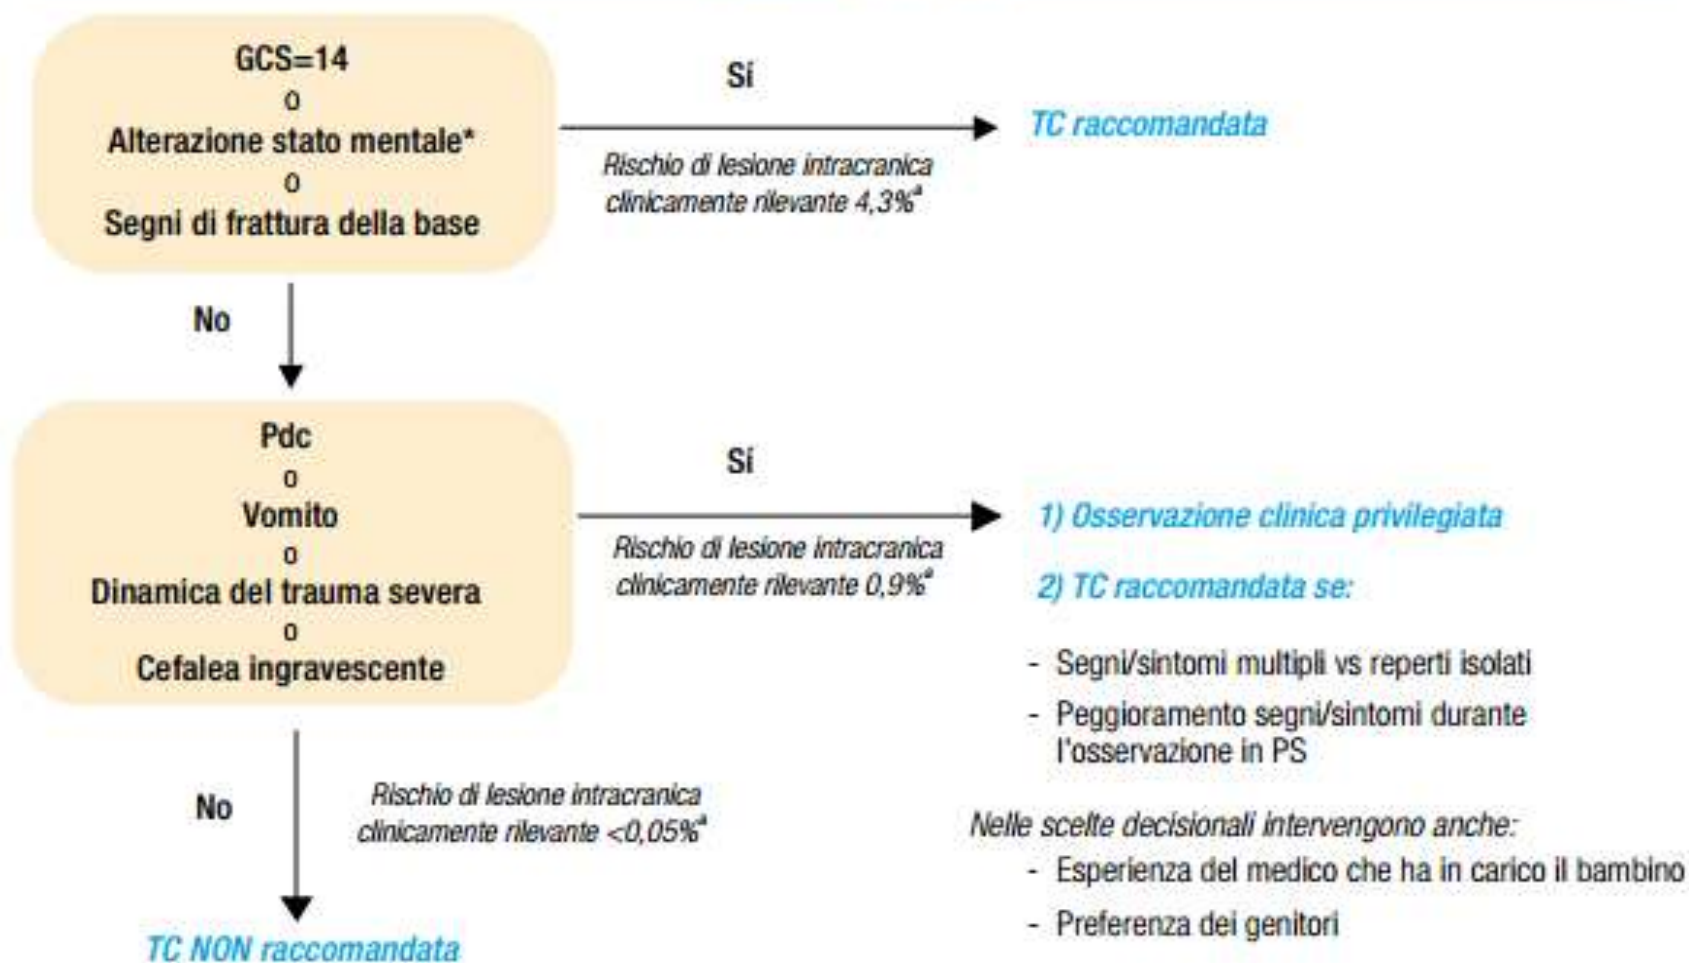 GCS=14
o
Alterazione stato mentale*
o
Segni di frattura della base
Sí
Rischio di lesione intracranica
clinicamente rilevante 4,3%ª
TC raccomandata
No
Pdc
o
Vomito
o
Dinamica del trauma severa
o
Cefalea ingravescente
Sí
Rischio di lesione intracranica
clinicamente rilevante 0,9%ª
1) Osservazione clinica privilegiata
2) TC raccomandata se:
- Segni/sintomi multipli vs reperti isolati
- Peggioramento segni/sintomi durante
l'osservazione in PS
Nelle scelte decisionali intervengono anche:
- Esperienza del medico che ha in carico il bambino
- Preferenza dei genitori
No
Rischio di lesione intracranica
clinicamente rilevante <0,05%ª
TC NON raccomandata